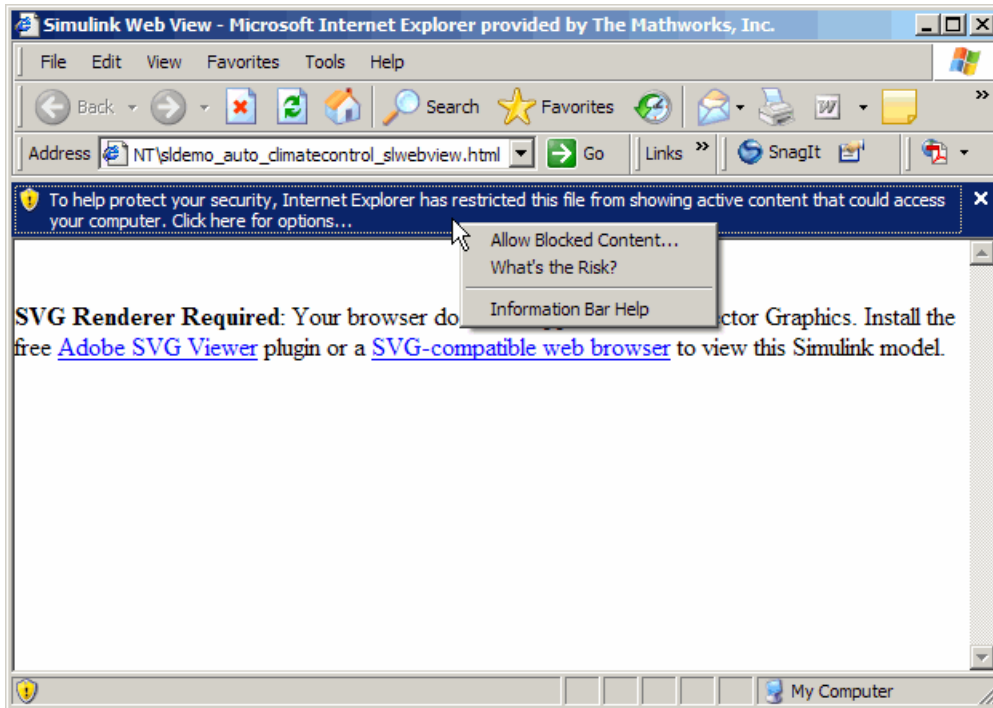 Simulink Web View - Microsoft Internet Explorer provided by The Mathworks, Inc.
File Edit View Favorites Tools Help
Back Search Favorites
Address NT\sldemo_auto_climatecontrol_slwebview.html Go Links SnagIt
To help protect your security, Internet Explorer has restricted this file from showing active content that could access
your computer. Click here for options...
Allow Blocked Content...
What's the Risk?
Information Bar Help
SVG Renderer Required: Your browser do ector Graphics. Install the
free Adobe SVG Viewer plugin or a SVG-compatible web browser to view this Simulink model.
My Computer